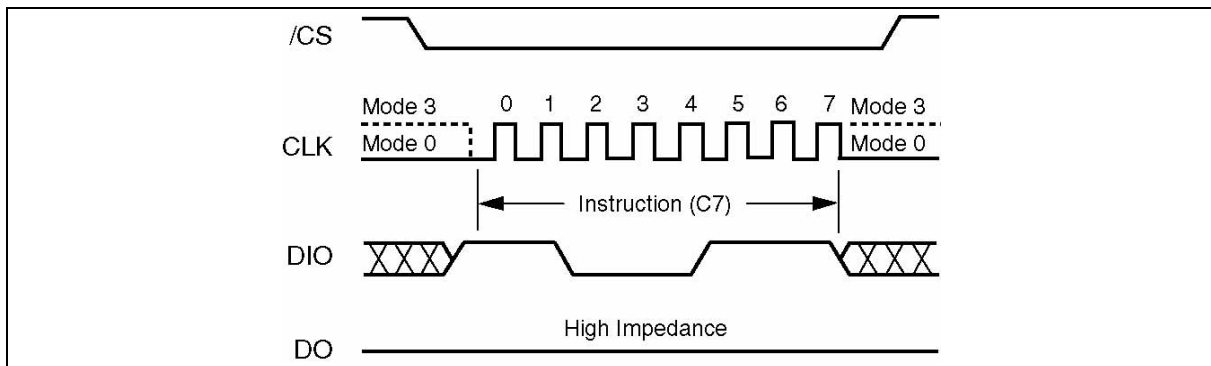 /CS
Mode 3 0 1 2 3 4 5 6 7 Mode 3
CLK Mode 0 Mode 0
Instruction (C7)
DIO
High Impedance
DO